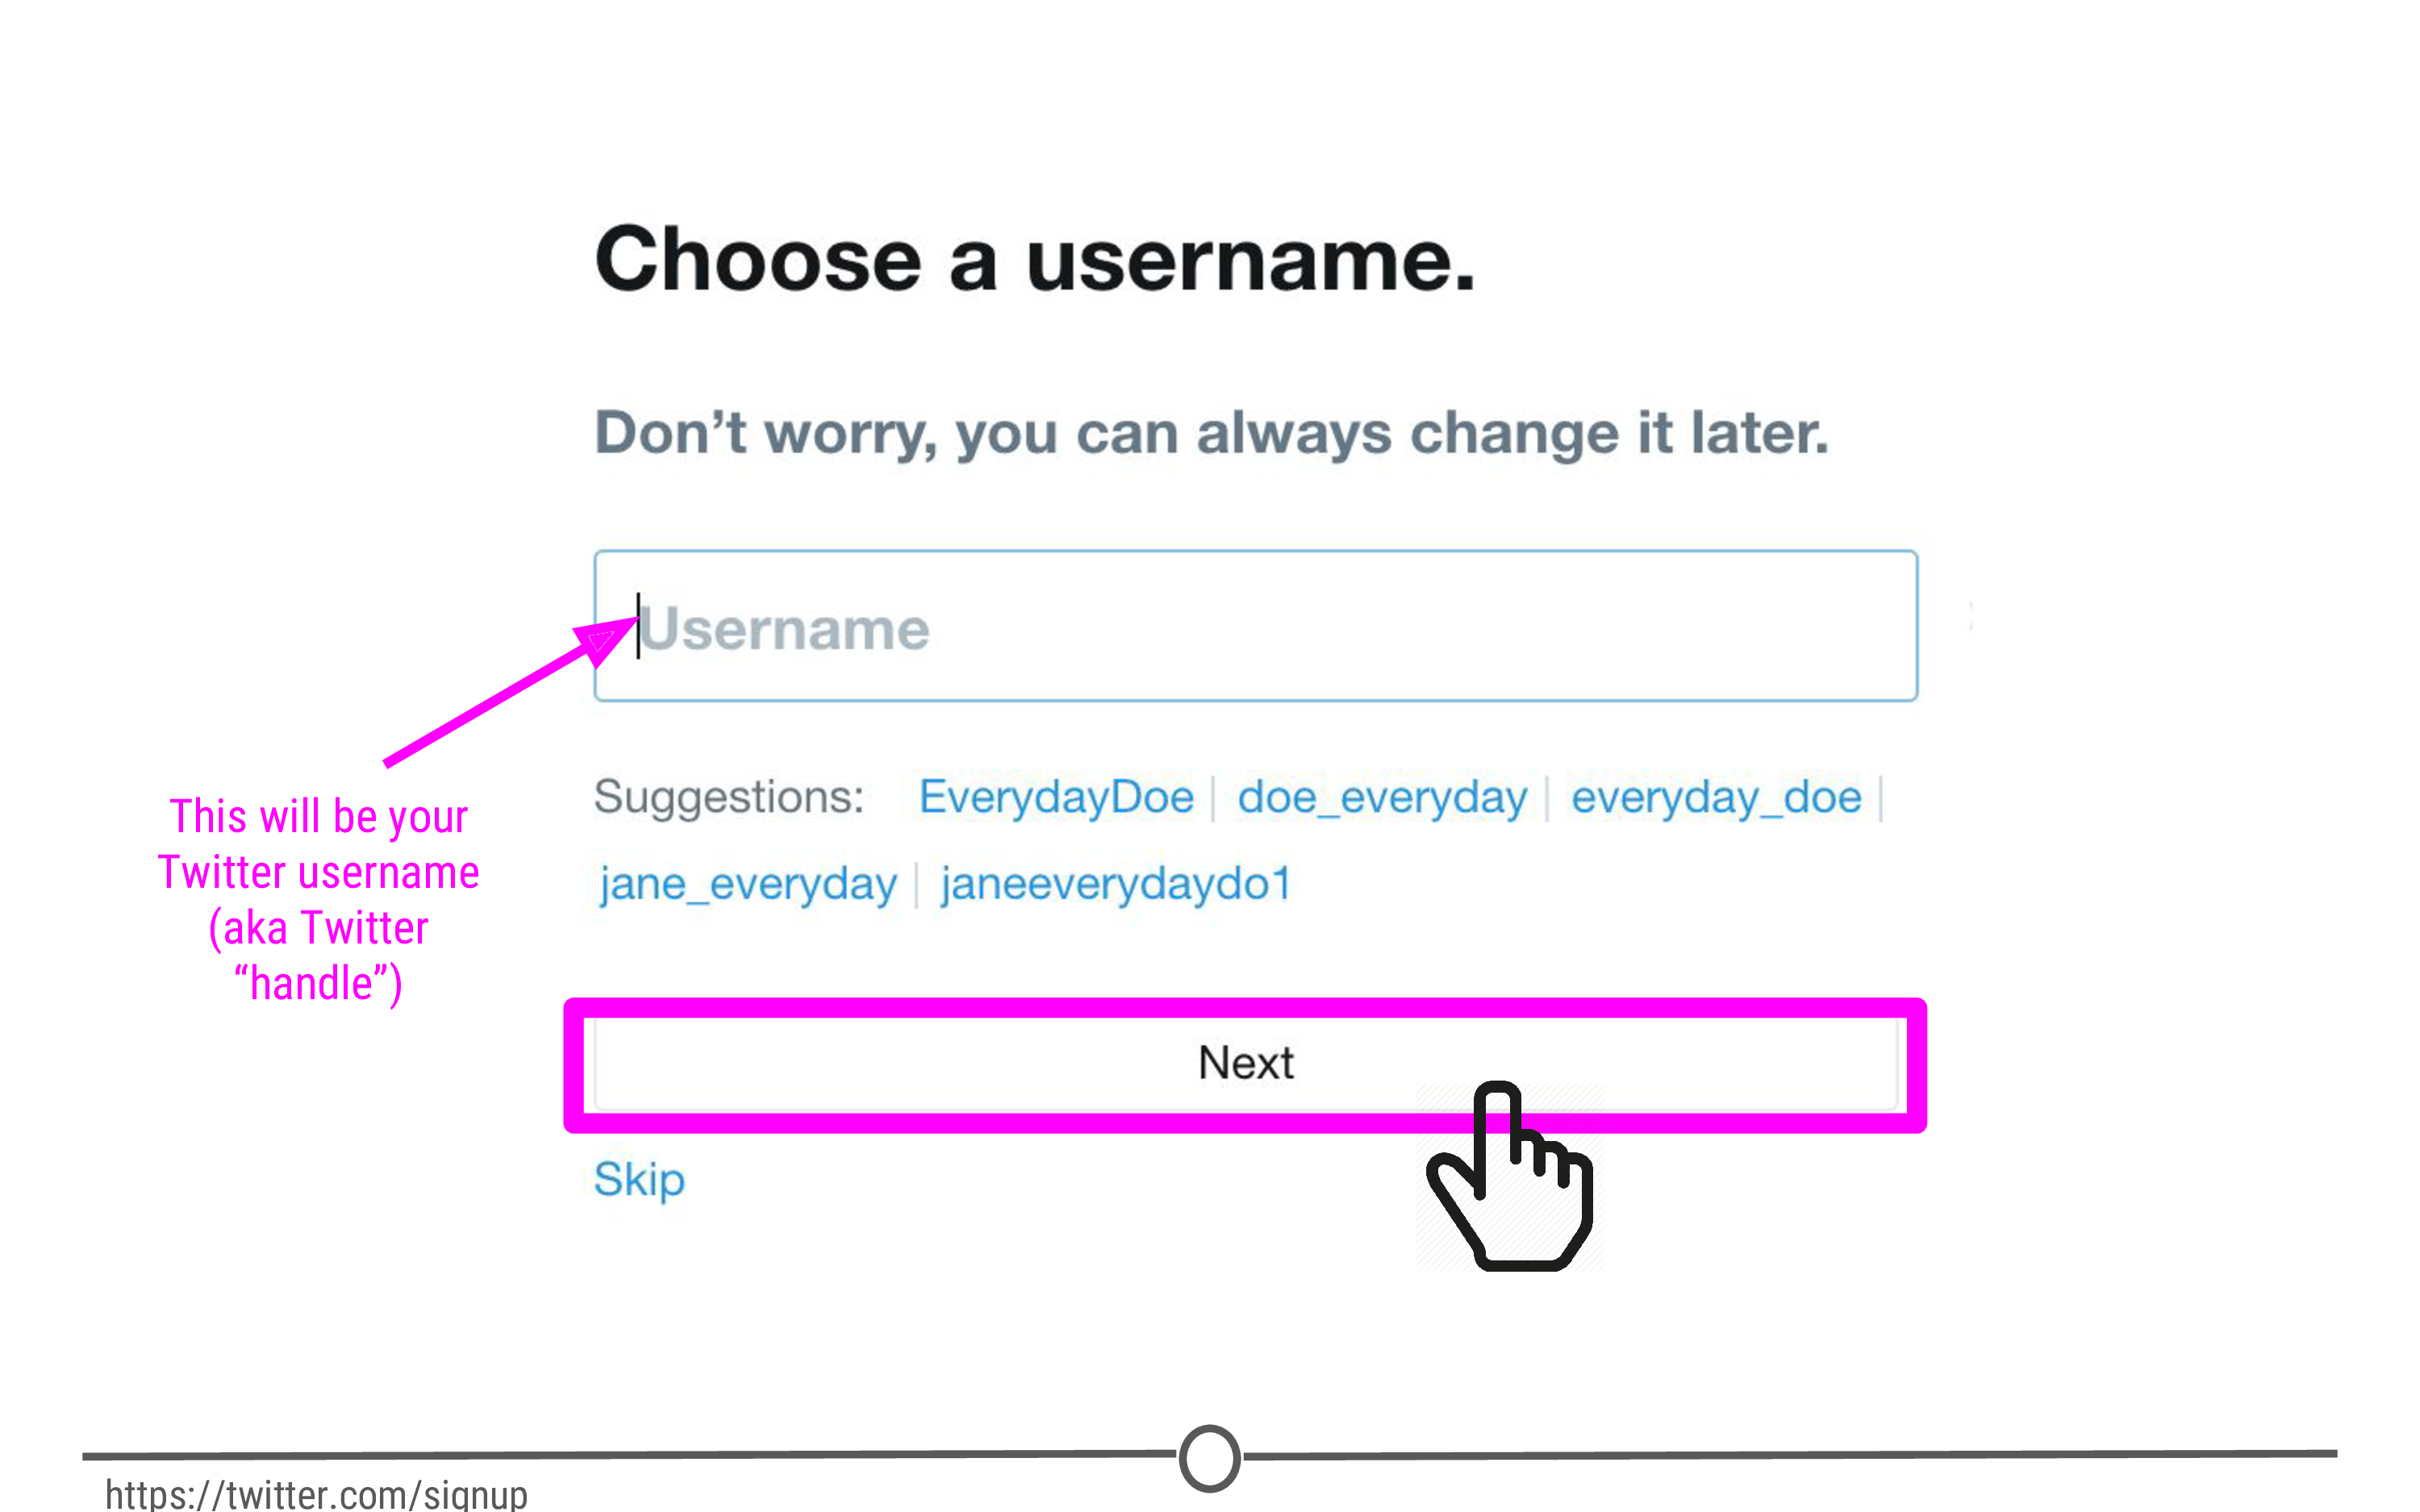 Choose a username.
Don’t worry, you can always change it later.
Username
This will be your
Twitter username
(aka Twitter
“handle”)
Suggestions: EverydayDoe | doe_everyday | everyday_doe |
jane_everyday | janeeverydaydo1
Next
Skip
https://twitter.com/signup